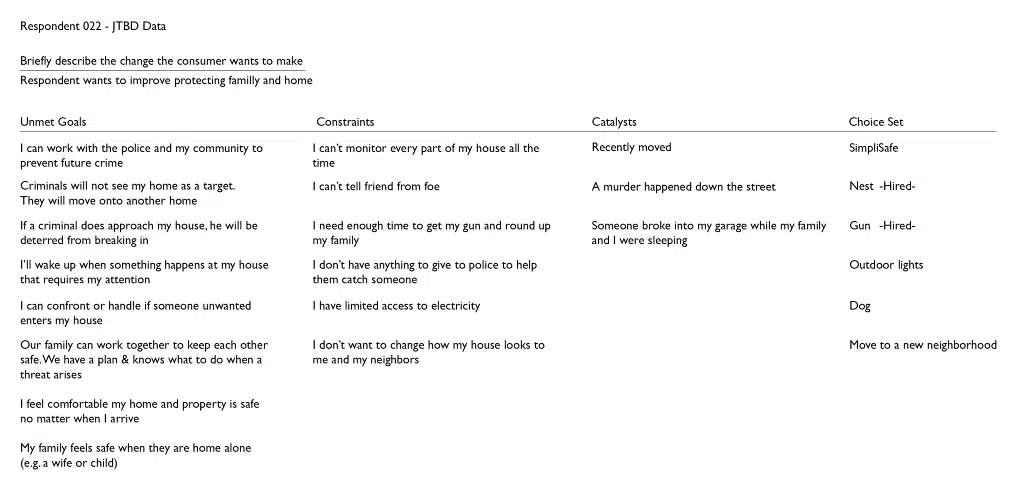 Respondent 022 - JTBD Data
Briefly describe the change the consumer wants to make
Respondent wants to improve protecting familly and home
Unmet Goals
Constraints
Catalysts
Choice Set
I can work with the police and my community to
prevent future crime
I can't monitor every part of my house all the
time
Recently moved
SimpliSafe
Criminals will not see my home as a target.
They will move onto another home
I can't tell friend from foe
A murder happened down the street
Nest -Hired-
If a criminal does approach my house, he will be
deterred from breaking in
I need enough time to get my gun and round up
my family
Someone broke into my garage while my family
and I were sleeping
Gun -Hired-
I'll wake up when something happens at my house
that requires my attention
I don't have anything to give to police to help
them catch someone
Outdoor lights
I can confront or handle if someone unwanted
enters my house
I have limited access to electricity
Dog
Our family can work together to keep each other
safe. We have a plan & knows what to do when a
threat arises
I don't want to change how my house looks to
me and my neighbors
Move to a new neighborhood
I feel comfortable my home and property is safe
no matter when I arrive
My family feels safe when they are home alone
(e.g. a wife or child)